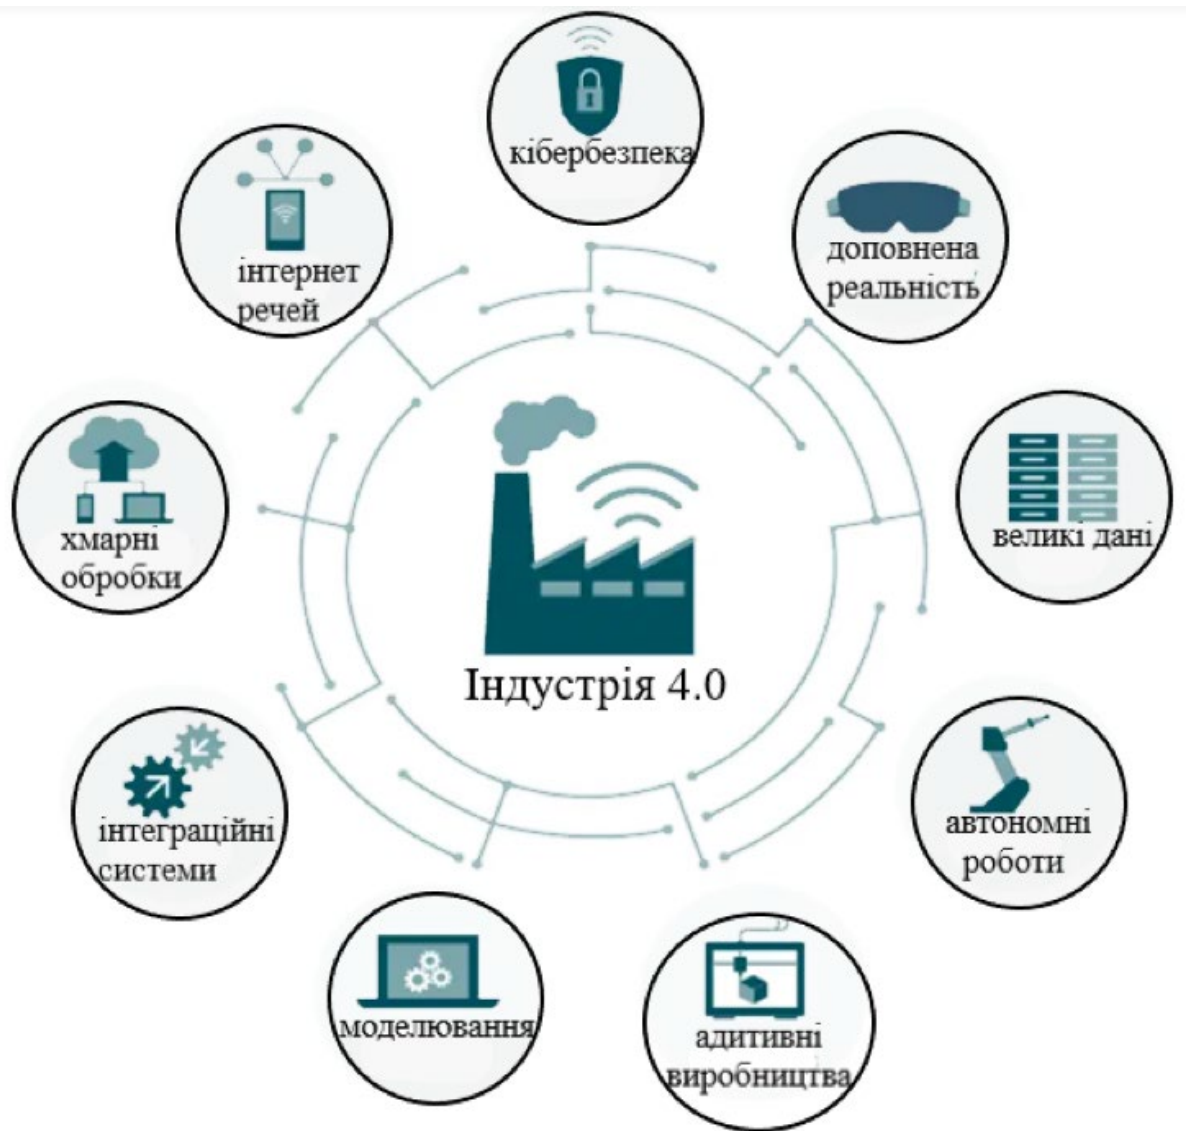 кібербезпека
доповнена
реальність
великі дані
автономні
роботи
адитивні
виробництва
моделювання
інтеграційні
системи
хмарні
обробки
інтернет
речей
Індустрія 4.0